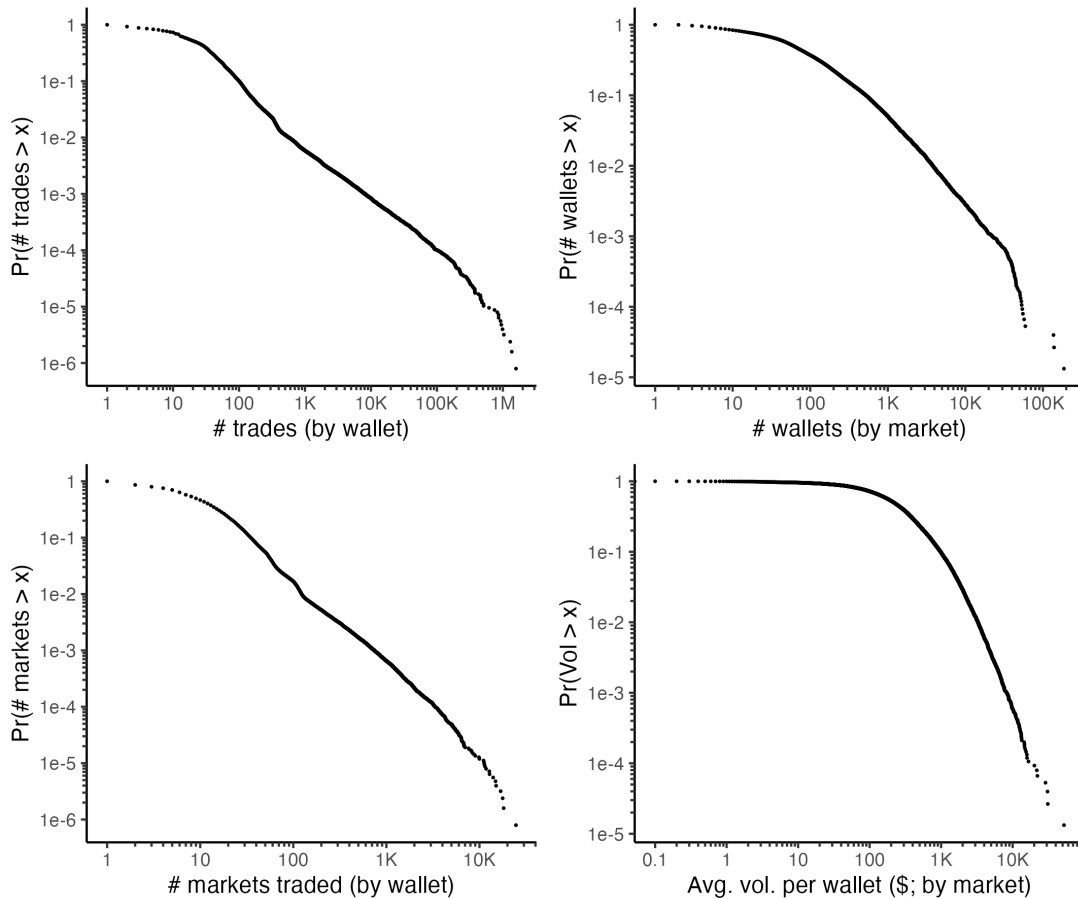 Pr(# trades > x)
1
1e-1
1e-2
1e-3
1e-4
1e-5
1e-6
1 10 100 1K 10K 100K 1M
# trades (by wallet)
Pr(# wallets > x)
1
1e-1
1e-2
1e-3
1e-4
1e-5
1 10 100 1K 10K 100K
# wallets (by market)
Pr(# markets > x)
1
1e-1
1e-2
1e-3
1e-4
1e-5
1e-6
1 10 100 1K 10K
# markets traded (by wallet)
Pr(Vol > x)
1
1e-1
1e-2
1e-3
1e-4
1e-5
0.1 1 10 100 1K 10K
Avg. vol. per wallet ($; by market)